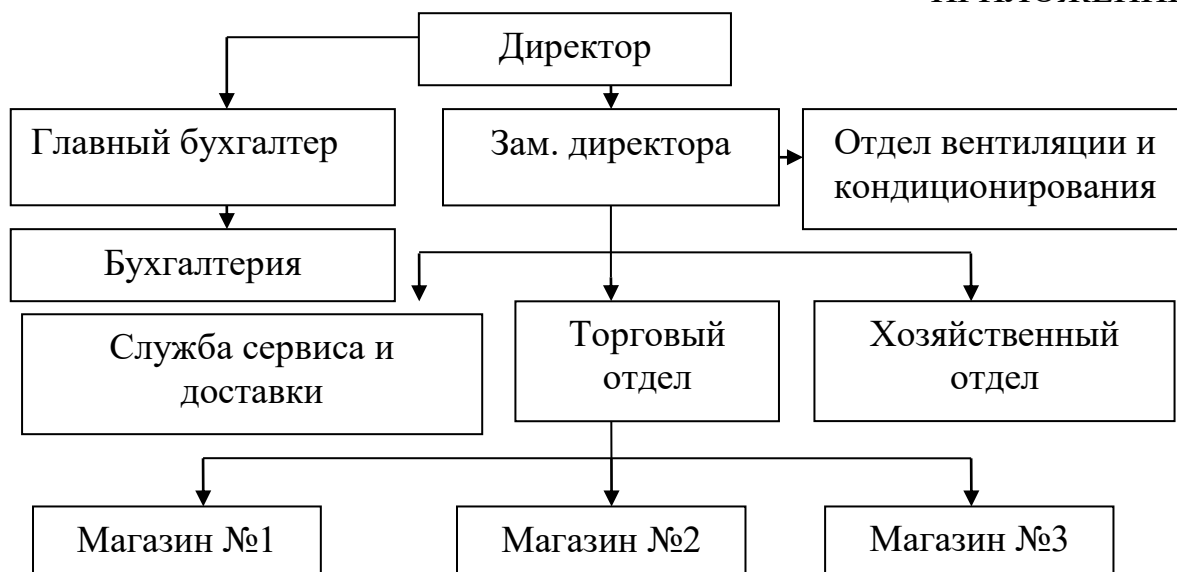 Директор
Главный бухгалтер
Зам. директора
Отдел вентиляции и
кондиционирования
Бухгалтерия
Служба сервиса и
доставки
Торговый
отдел
Хозяйственный
отдел
Магазин №1
Магазин №2
Магазин №3